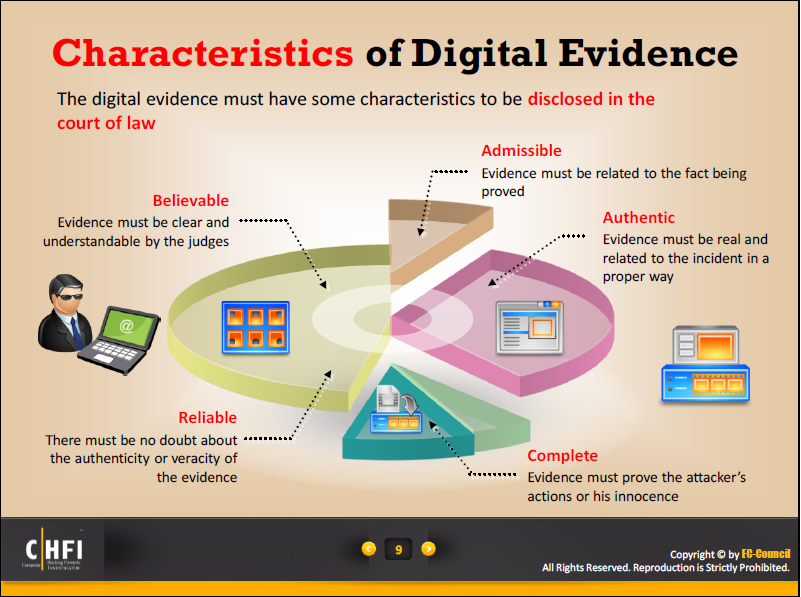 Characteristics of Digital Evidence
The digital evidence must have some characteristics to be disclosed in the
court of law
Admissible
Evidence must be related to the fact being
proved
Believable
Evidence must be clear and
understandable by the judges
Authentic
Evidence must be real and
related to the incident in a
proper way
@
Reliable
There must be no doubt about
the authenticity or veracity of
the evidence
Complete
Evidence must prove the attacker's
actions or his innocence
CHFI
Computer Hacking Forensic
INVESTIGATOR
9
Copyright © by EC-Council
All Rights Reserved. Reproduction is Strictly Prohibited.